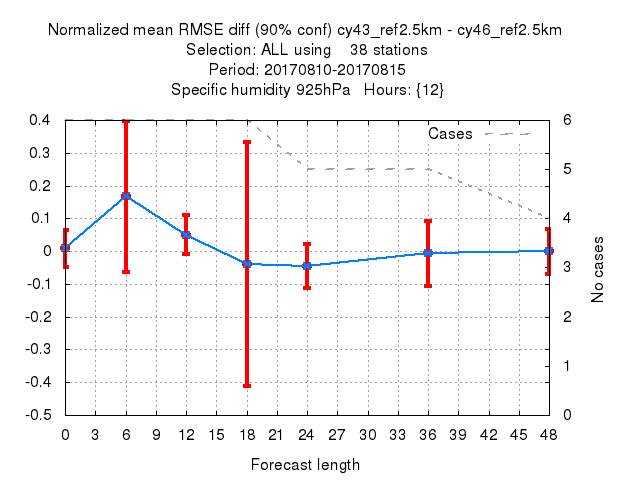 Normalized mean RMSE diff (90% conf) cy43_ref2.5km - cy46_ref2.5km
Selection: ALL using    38 stations
Period: 20170810-20170815
Specific humidity 925hPa   Hours: {12}
Cases
0.4
0.3
0.2
0.1
0
-0.1
-0.2
-0.3
-0.4
-0.5
6
5
4
3
2
1
0
No cases
0 3 6 9 12 15 18 21 24 27 30 33 36 39 42 45 48
Forecast length